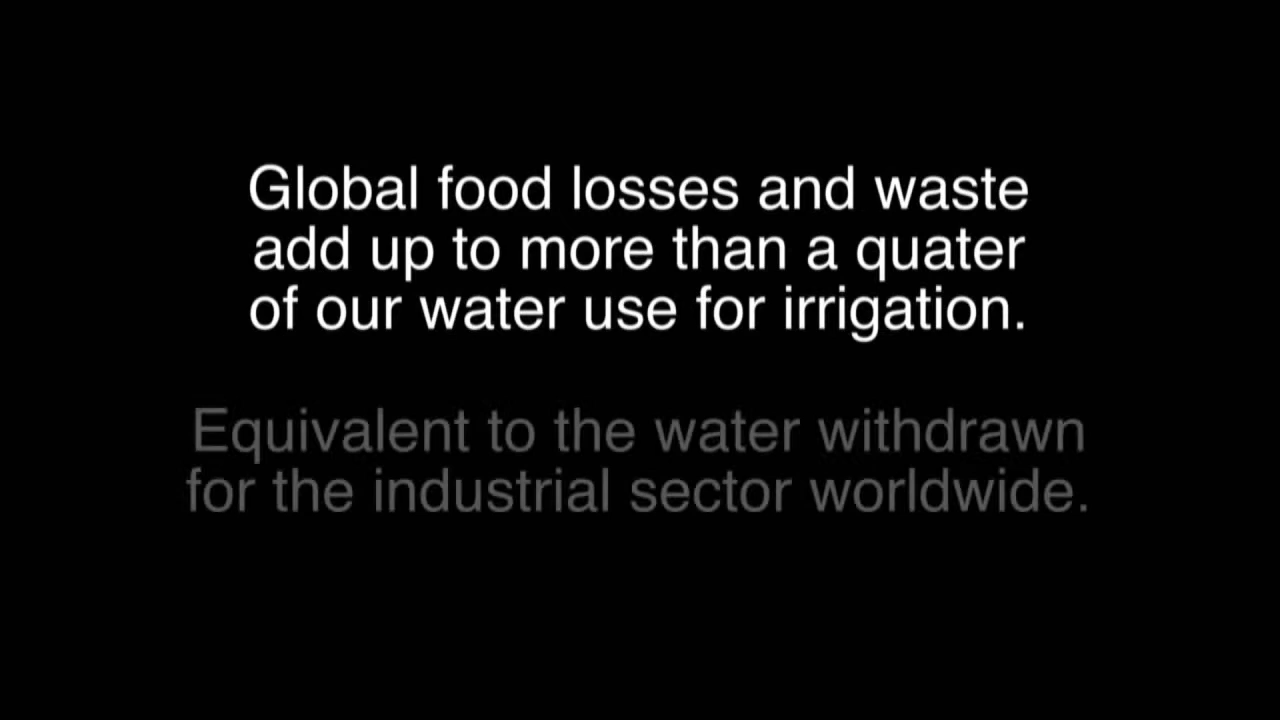 Global food losses and waste
add up to more than a quater
of our water use for irrigation.
Equivalent to the water withdrawn
for the industrial sector worldwide.